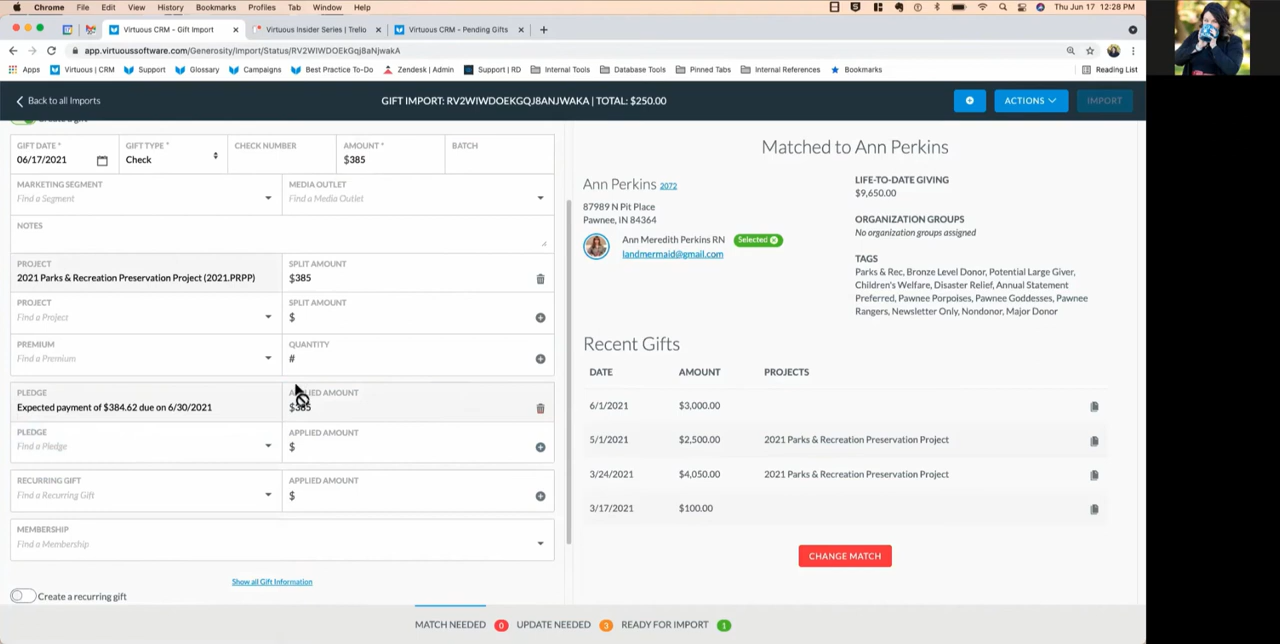 Chrome File Edit View History Bookmarks Profiles Tab Window Help Thu Jun 17 12:28 PM
Virtuous CRM - Gift Import Virtuous Insider Series | Trello Virtuous CRM - Pending Gifts
app.virtuoussoftware.com/Generosity/Import/Status/RV2WIWDOEkGqj8aNjwakA
Apps Virtuous | CRM Support Glossary Campaigns Best Practice To-Do Zendesk | Admin Support | RD Internal Tools Database Tools Pinned Tabs Internal References Bookmarks Reading List
Back to all Imports GIFT IMPORT: RV2WIWDOEKGQJ8ANJWAKA | TOTAL: $250.00 ACTIONS IMPORT
GIFT DATE * GIFT TYPE * CHECK NUMBER AMOUNT * BATCH
06/17/2021 Check $385
MARKETING SEGMENT MEDIA OUTLET
Find a Segment Find a Media Outlet
NOTES
PROJECT SPLIT AMOUNT
2021 Parks & Recreation Preservation Project (2021.PRPP) $385
PROJECT SPLIT AMOUNT
Find a Project $
PREMIUM QUANTITY
Find a Premium #
PLEDGE APPLIED AMOUNT
Expected payment of $384.62 due on 6/30/2021 $385
PLEDGE APPLIED AMOUNT
Find a Pledge $
RECURRING GIFT APPLIED AMOUNT
Find a Recurring Gift $
MEMBERSHIP
Find a Membership
Show all Gift Information
Create a recurring gift
Matched to Ann Perkins
Ann Perkins 2072
87989 N Pit Place
Pawnee, IN 84364
Ann Meredith Perkins RN Selected
landmermaid@gmail.com
LIFE-TO-DATE GIVING
$9,650.00
ORGANIZATION GROUPS
No organization groups assigned
TAGS
Parks & Rec, Bronze Level Donor, Potential Large Giver,
Children's Welfare, Disaster Relief, Annual Statement
Preferred, Pawnee Porpoises, Pawnee Goddesses, Pawnee
Rangers, Newsletter Only, Nondonor, Major Donor
Recent Gifts
DATE AMOUNT PROJECTS
6/1/2021 $3,000.00
5/1/2021 $2,500.00 2021 Parks & Recreation Preservation Project
3/24/2021 $4,050.00 2021 Parks & Recreation Preservation Project
3/17/2021 $100.00
CHANGE MATCH
MATCH NEEDED 0 UPDATE NEEDED 3 READY FOR IMPORT 1